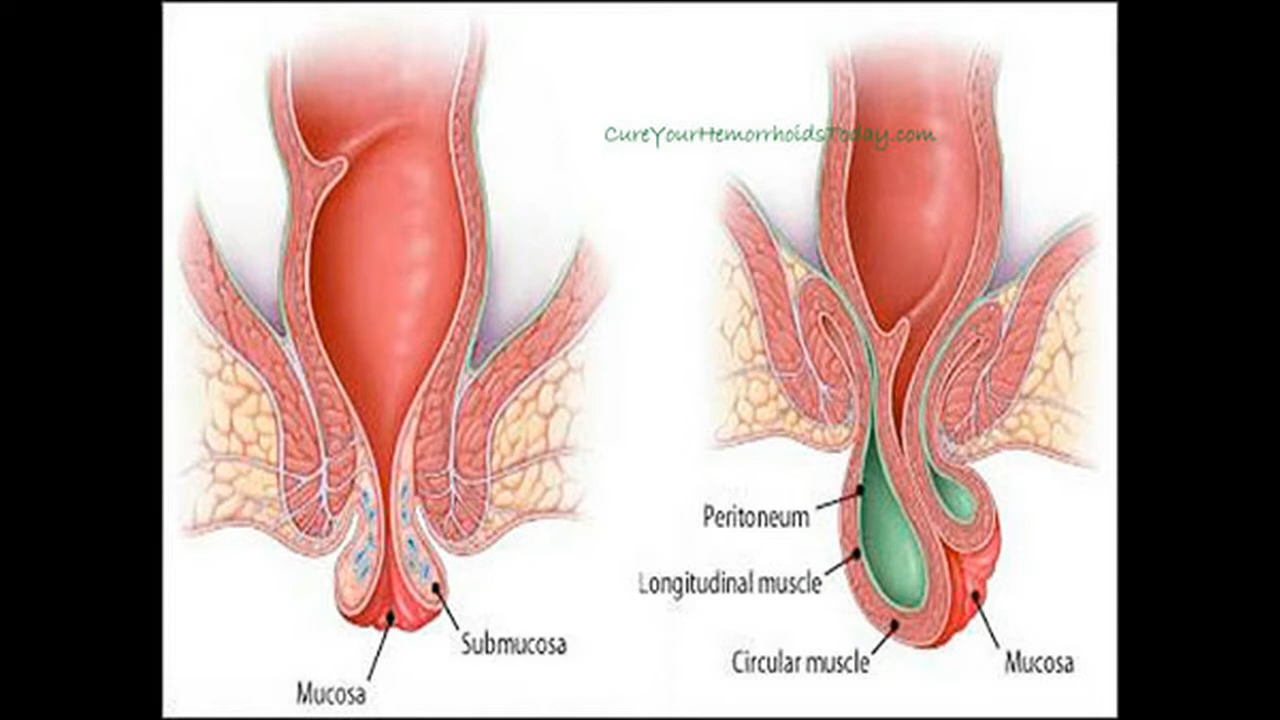 CureYourHemorrhoidsToday.com
Peritoneum
Longitudinal muscle
Submucosa
Circular muscle
Mucosa
Mucosa